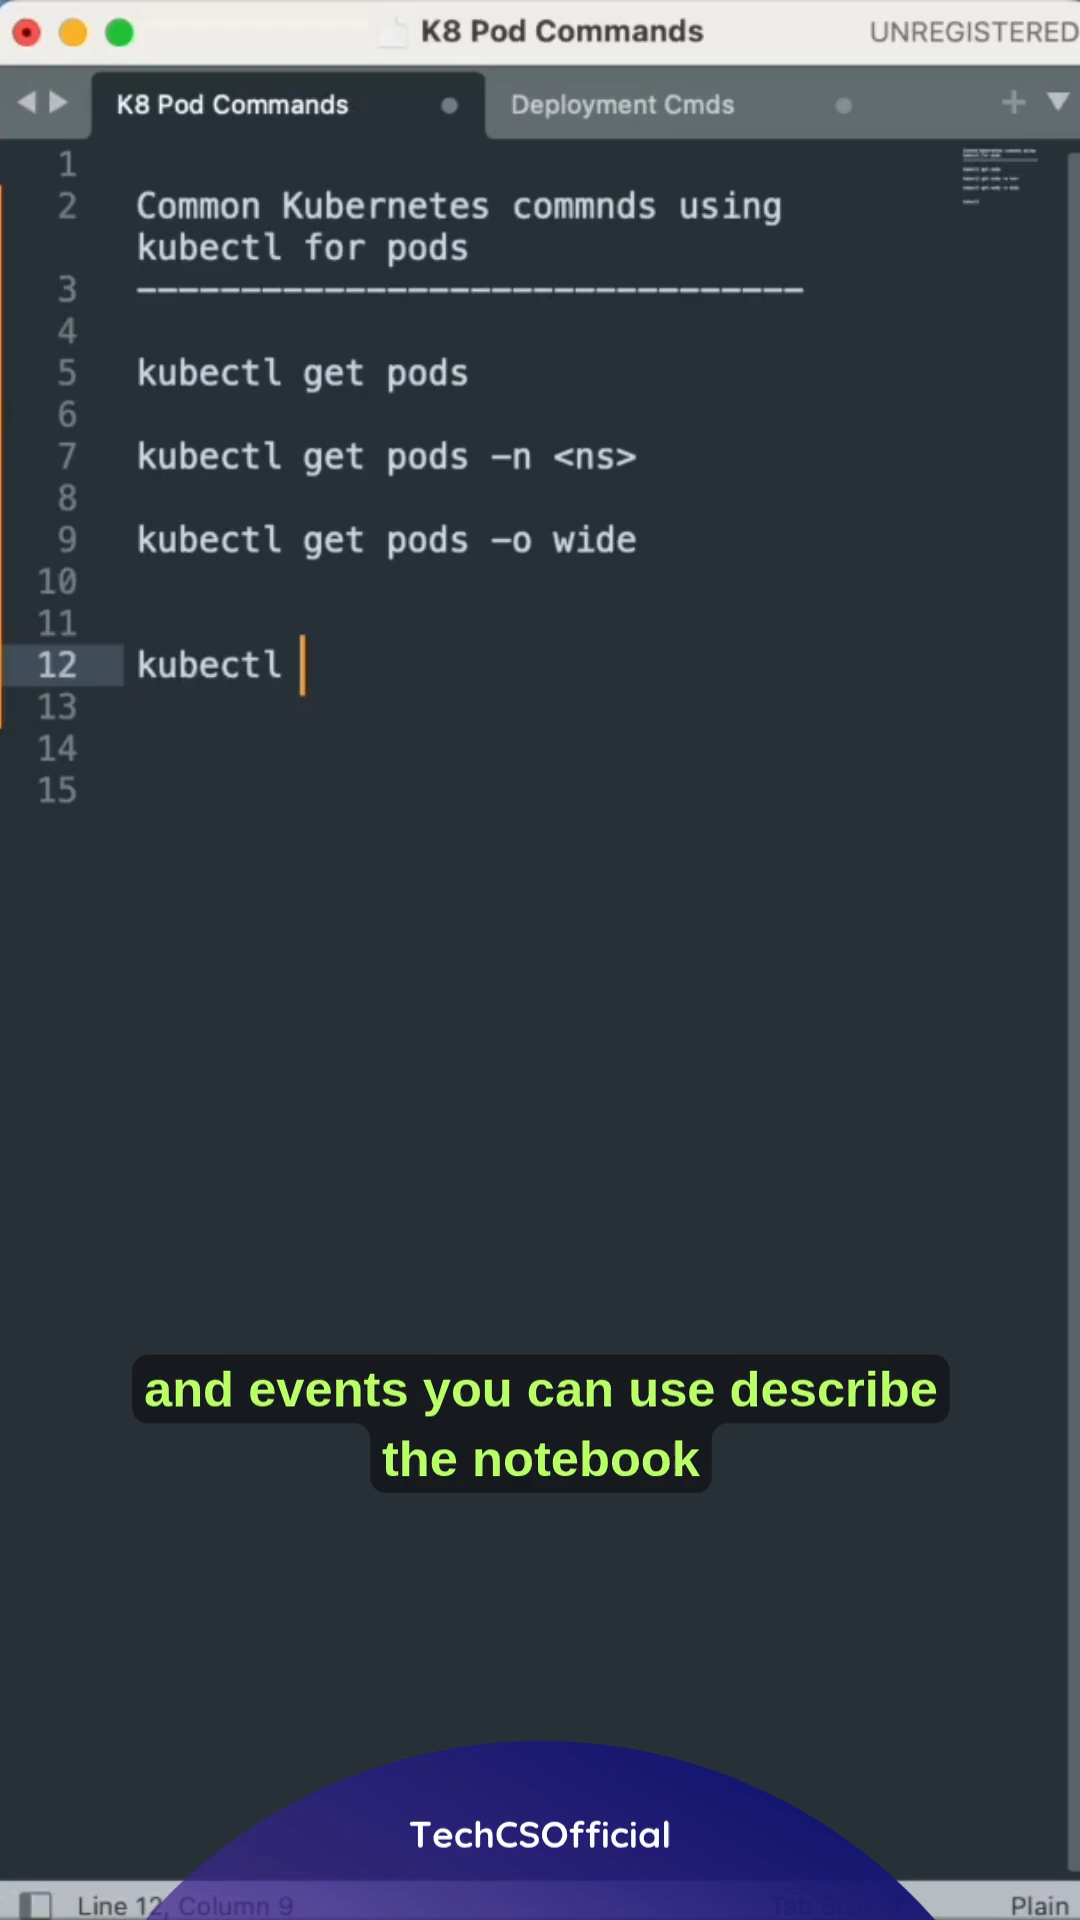 K8 Pod Commands
UNREGISTERED
K8 Pod Commands
Deployment Cmds
1
2 Common Kubernetes commnds using
kubectl for pods
3 --------------------------------
4
5 kubectl get pods
6
7 kubectl get pods -n <ns>
8
9 kubectl get pods -o wide
10
11
12 kubectl
13
14
15
and events you can use describe
the notebook
TechCSOfficial
Line 12, Column 9
Plain